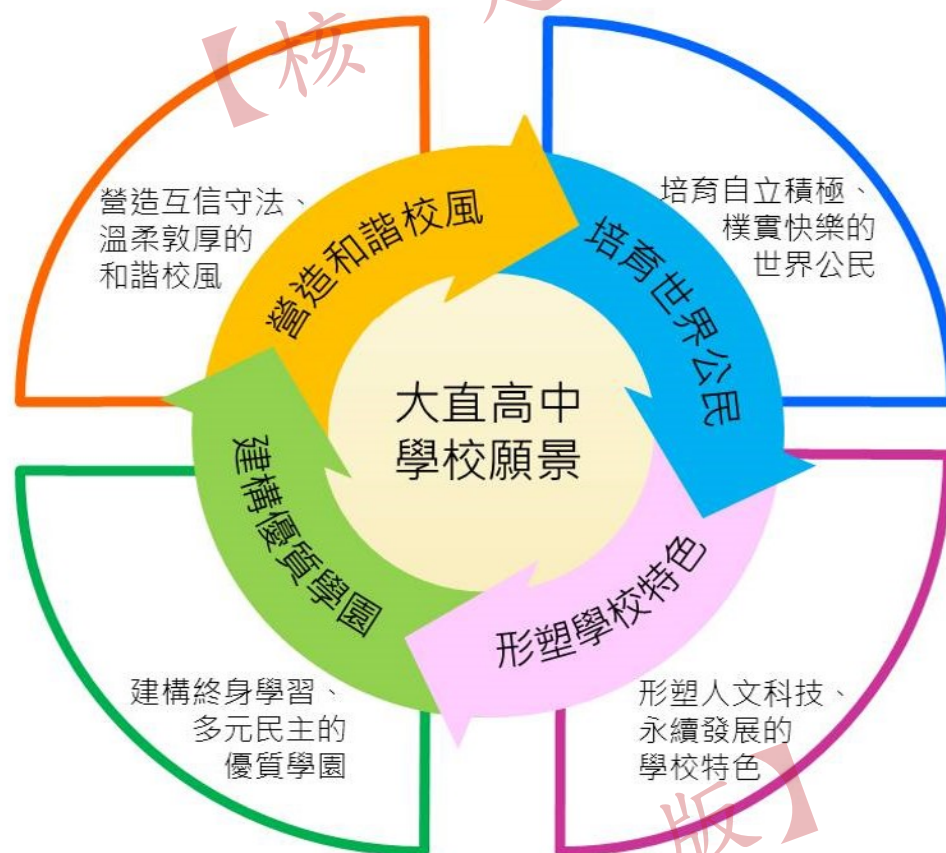 【核
營造互信守法、
溫柔敦厚的
和諧校風
培育自立積極、
樸實快樂的
世界公民
營造和諧校風
培育世界公民
大直高中
學校願景
建構優質學園
形塑學校特色
建構終身學習、
多元民主的
優質學園
形塑人文科技、
永續發展的
學校特色
版】